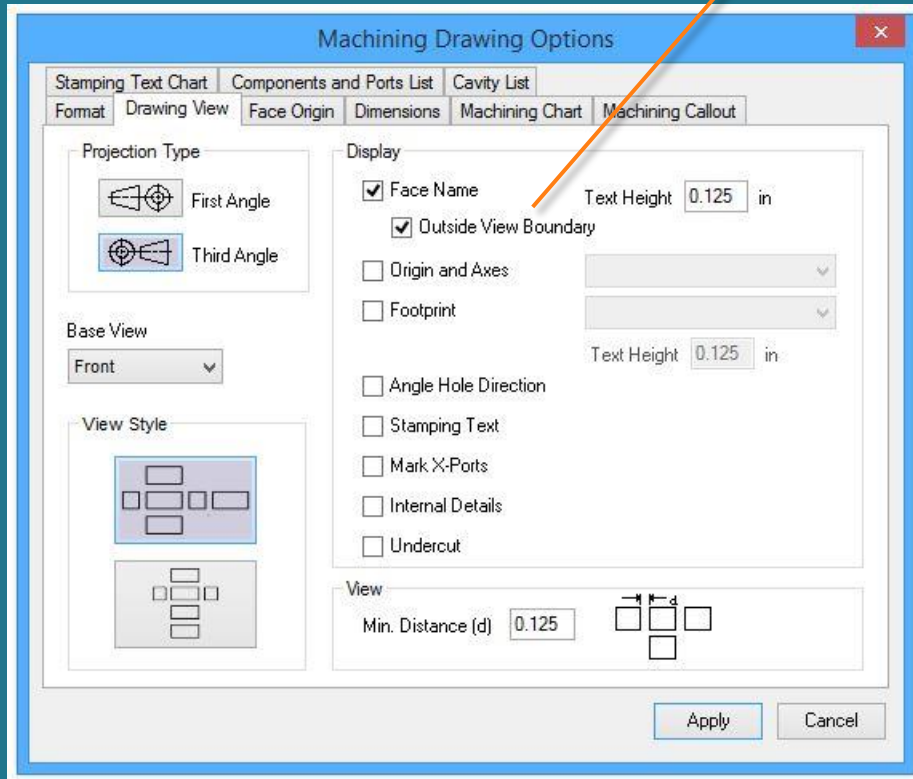 Machining Drawing Options
Stamping Text Chart Components and Ports List Cavity List
Format Drawing View Face Origin Dimensions Machining Chart Machining Callout
Projection Type
First Angle
Third Angle
Base View
Front
View Style
Display
Face Name Text Height 0.125 in
Outside View Boundary
Origin and Axes
Footprint
Text Height 0.125 in
Angle Hole Direction
Stamping Text
Mark X-Ports
Internal Details
Undercut
View
Min. Distance (d) 0.125
d
Apply Cancel